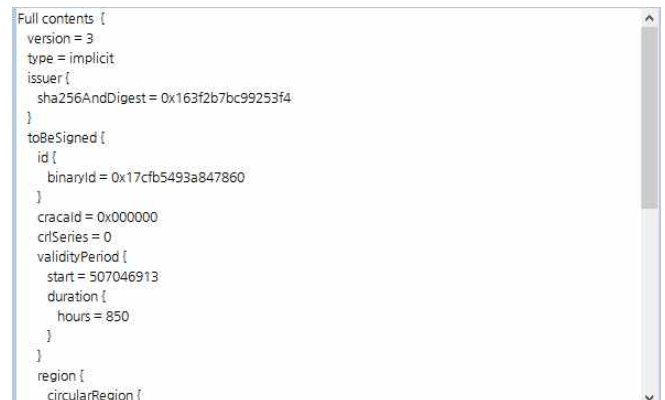 Full contents {
version = 3
type = implicit
issuer {
sha256AndDigest = 0x163f2b7bc99253f4
}
toBeSigned {
id {
binaryId = 0x17cfb5493a847860
}
cracaId = 0x000000
crlSeries = 0
validityPeriod {
start = 507046913
duration {
hours = 850
}
}
region {
circularRegion {